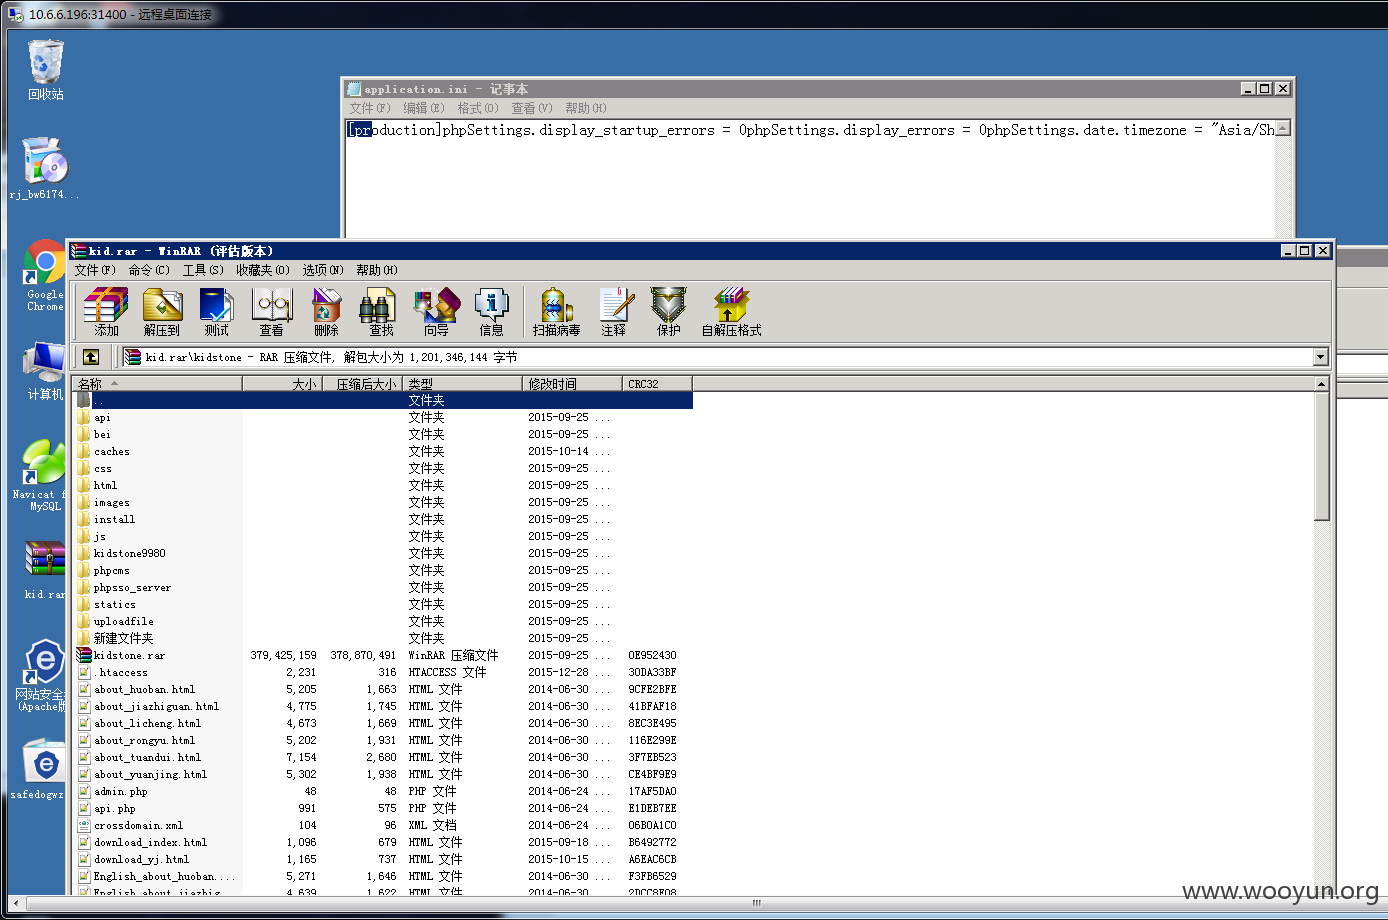 10.6.6.196:31400 - 远程桌面连接
回收站
rj_bw6174...
Google
Chrome
计算机
Navicat f
MySQL
kid.rar
网站安全
(Apache版
safedogwz
application.ini - 记事本
文件(F) 编辑(E) 格式(O) 查看(V) 帮助(H)
[production]phpSettings.display_startup_errors = 0phpSettings.display_errors = 0phpSettings.date.timezone = "Asia/Sh
kid.rar - WinRAR (评估版本)
文件(F) 命令(C) 工具(S) 收藏夹(O) 选项(N) 帮助(H)
添加 解压到 测试 查看 删除 查找 向导 信息 扫描病毒 注释 保护 自解压格式
kid.rar\kidstone - RAR 压缩文件, 解包大小为 1,201,346,144 字节
名称 大小 压缩后大小 类型 修改时间 CRC32
.. 文件夹
api 文件夹 2015-09-25 ...
bei 文件夹 2015-09-25 ...
caches 文件夹 2015-10-14 ...
css 文件夹 2015-09-25 ...
html 文件夹 2015-09-25 ...
images 文件夹 2015-09-25 ...
install 文件夹 2015-09-25 ...
js 文件夹 2015-09-25 ...
kidstone9980 文件夹 2015-09-25 ...
phpcms 文件夹 2015-09-25 ...
phpsso_server 文件夹 2015-09-25 ...
statics 文件夹 2015-09-25 ...
uploadfile 文件夹 2015-09-25 ...
新建文件夹 文件夹 2015-09-25 ...
kidstone.rar 379,425,159 378,870,491 WinRAR 压缩文件 2015-09-25 ... 0E952430
.htaccess 2,231 316 HTACCESS 文件 2015-12-28 ... 30DA33BF
about_huoban.html 5,205 1,663 HTML 文件 2014-06-30 ... 9CFE2BFE
about_jiazhiguan.html 4,775 1,745 HTML 文件 2014-06-30 ... 41BFAF18
about_licheng.html 4,673 1,669 HTML 文件 2014-06-30 ... 8EC3E495
about_rongyu.html 5,202 1,931 HTML 文件 2014-06-30 ... 116E299E
about_tuandui.html 7,154 2,680 HTML 文件 2014-06-30 ... 3F7EB523
about_yuanjing.html 5,302 1,938 HTML 文件 2014-06-30 ... CE4BF9E9
admin.php 48 48 PHP 文件 2014-06-24 ... 17AF5DA0
api.php 991 575 PHP 文件 2014-06-24 ... E1DEB7EE
crossdomain.xml 104 96 XML 文档 2014-06-24 ... 06B0A1C0
download_index.html 1,096 679 HTML 文件 2015-09-18 ... B6492772
download_yj.html 1,165 737 HTML 文件 2015-10-15 ... A6EAC6CB
English_about_huoban.... 5,271 1,646 HTML 文件 2014-06-30 ... F3FB6529
English_about_jiazhig... 4,639 1,622 HTML 文件 2014-06-30 ... 2DCC8F08
www.wooyun.org